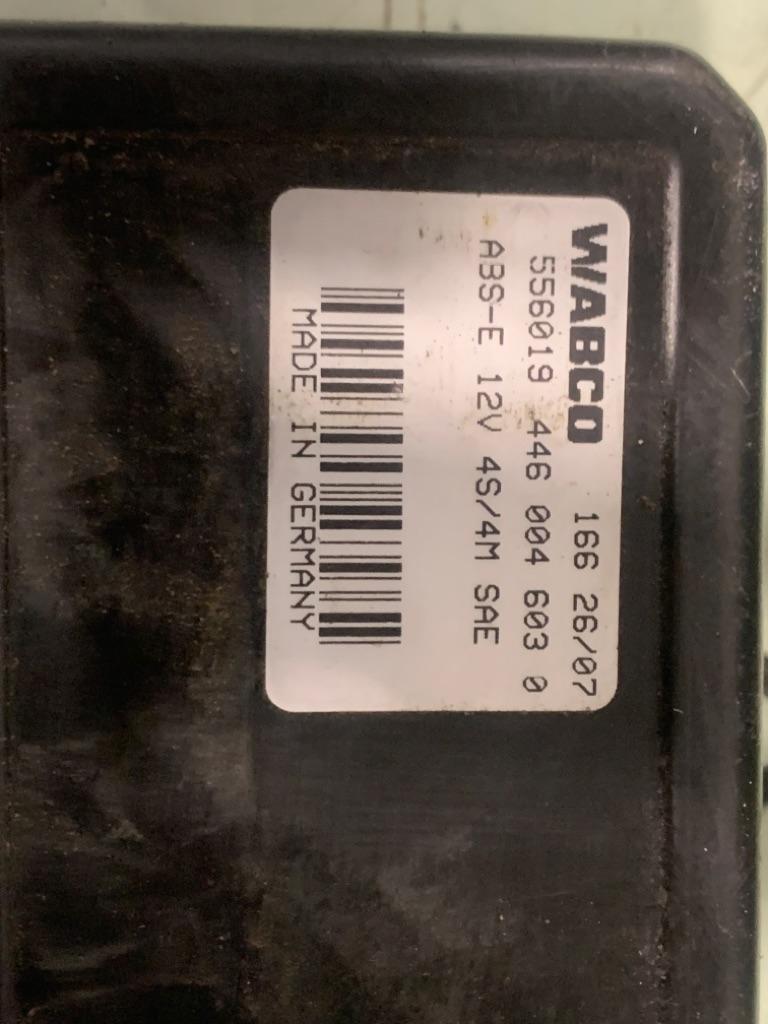 WABCO 166 26/07
556019 446 004 603 0
ABS-E 12V 4S/4M SAE
MADE IN GERMANY